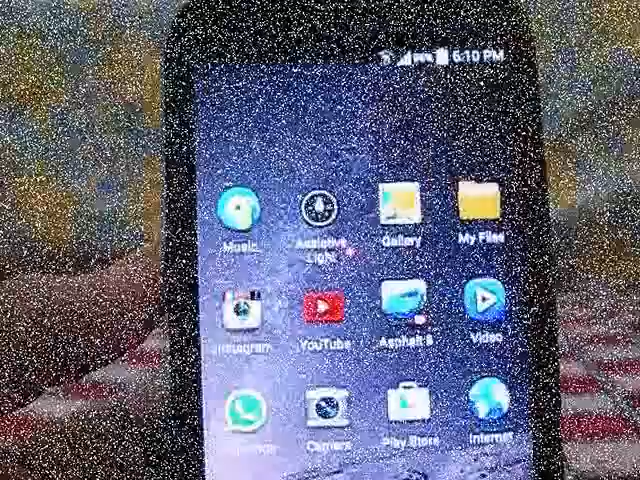 6:10 PM
Music
Assistive
Light
Gallery
My Files
Instagram
YouTube
Asphalt 8
Video
Camera
Play Store
Internet